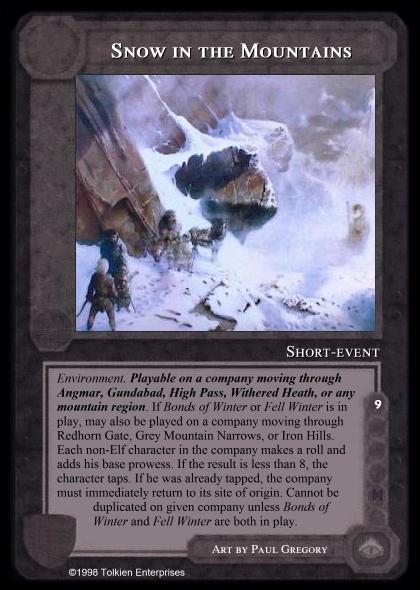 SNOW IN THE MOUNTAINS
SHORT-EVENT
Environment. Playable on a company moving through
Angmar, Gundabad, High Pass, Withered Heath, or any
mountain region. If Bonds of Winter or Fell Winter is in
play, may also be played on a company moving through
Redhorn Gate, Grey Mountain Narrows, or Iron Hills.
Each non-Elf character in the company makes a roll and
adds his base prowess. If the result is less than 8, the
character taps. If he was already tapped, the company
must immediately return to its site of origin. Cannot be
duplicated on given company unless Bonds of
Winter and Fell Winter are both in play.
9
ART BY PAUL GREGORY
©1998 Tolkien Enterprises